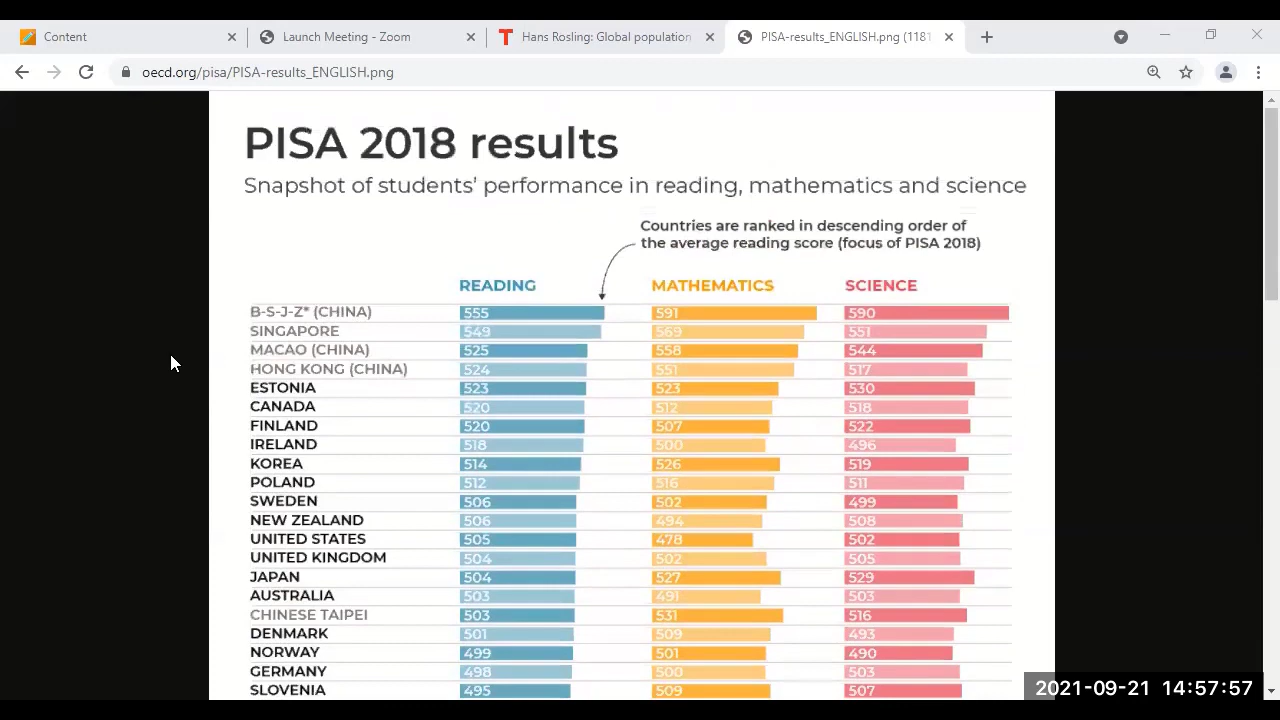 Content
Launch Meeting - Zoom
Hans Rosling: Global population
PISA-results_ENGLISH.png (1181
oecd.org/pisa/PISA-results_ENGLISH.png
PISA 2018 results
Snapshot of students' performance in reading, mathematics and science
Countries are ranked in descending order of
the average reading score (focus of PISA 2018)
READING MATHEMATICS SCIENCE
B-S-J-Z* (CHINA) 555 591 590
SINGAPORE 549 569 551
MACAO (CHINA) 525 558 544
HONG KONG (CHINA) 524 551 517
ESTONIA 523 523 530
CANADA 520 512 518
FINLAND 520 507 522
IRELAND 518 500 496
KOREA 514 526 519
POLAND 512 516 511
SWEDEN 506 502 499
NEW ZEALAND 506 494 508
UNITED STATES 505 478 502
UNITED KINGDOM 504 502 505
JAPAN 504 527 529
AUSTRALIA 503 491 503
CHINESE TAIPEI 503 531 516
DENMARK 501 509 493
NORWAY 499 501 490
GERMANY 498 500 503
SLOVENIA 495 509 507
2021-09-21 14:57:57